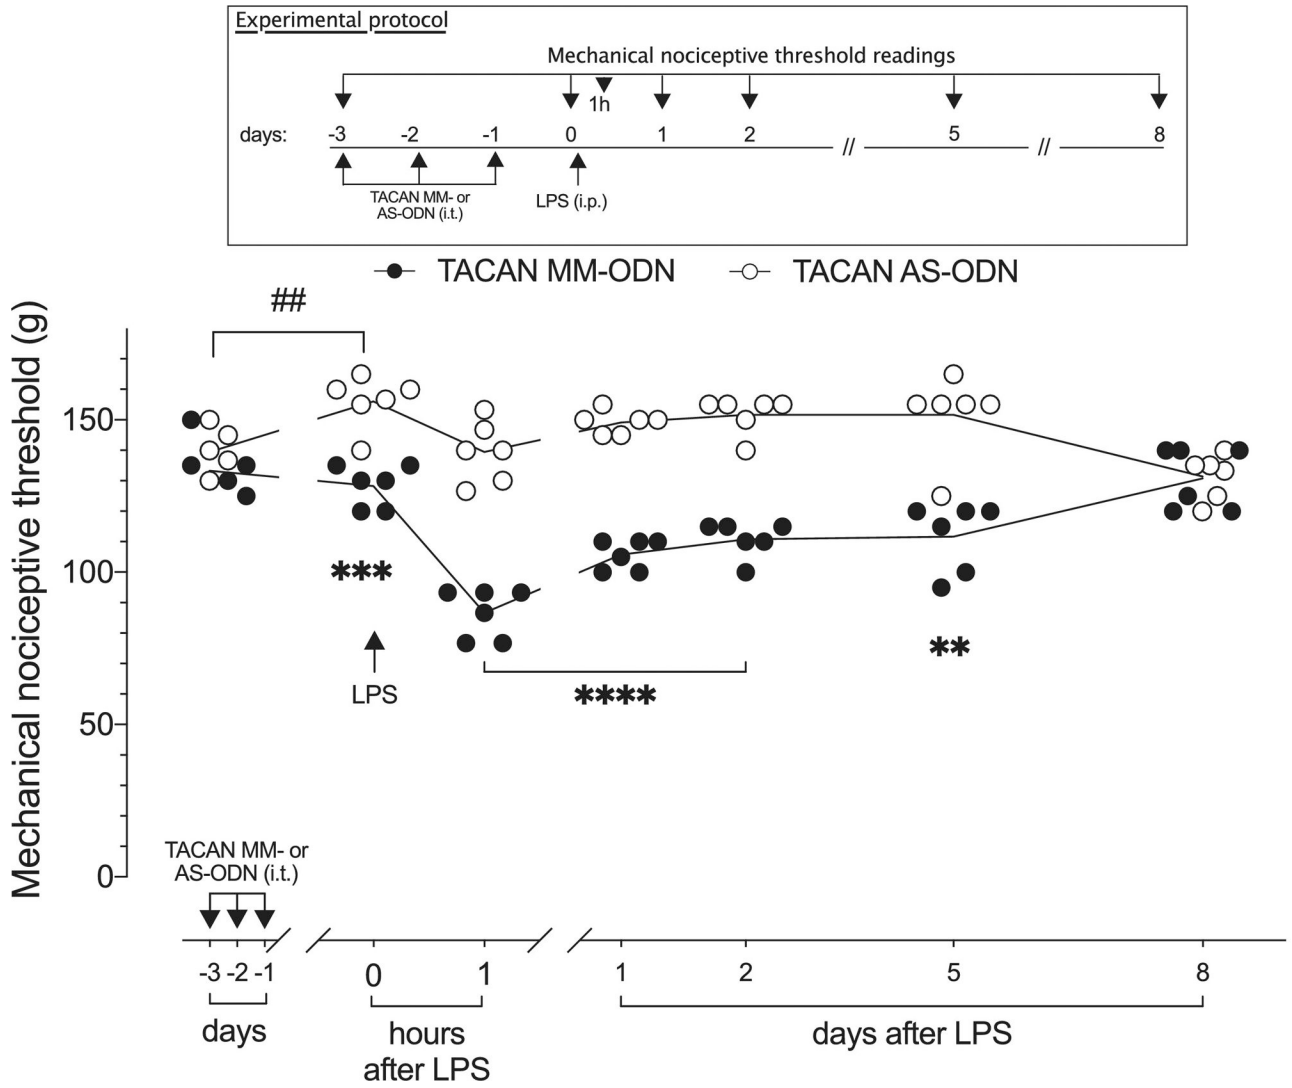 Experimental protocol
Mechanical nociceptive threshold readings
1h
days: -3 -2 -1 0 1 2 // 5 // 8
TACAN MM- or
AS-ODN (i.t.)
LPS (i.p.)
TACAN MM-ODN TACAN AS-ODN
Mechanical nociceptive threshold (g)
##
150
100
50
0
***
LPS
****
**
TACAN MM- or
AS-ODN (i.t.)
-3 -2 -1 0 1 1 2 5 8
days
hours
after LPS
days after LPS